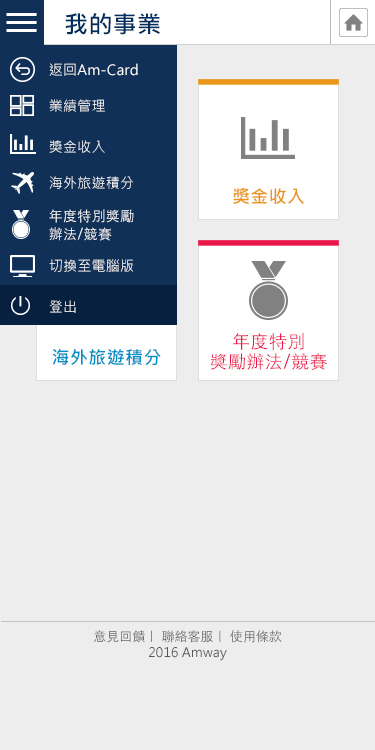 我的事業
返回Am-Card
業績管理
獎金收入
海外旅遊積分
年度特別獎勵
辦法/競賽
切換至電腦版
登出
獎金收入
年度特別
獎勵辦法/競賽
海外旅遊積分
意見回饋｜ 聯絡客服｜ 使用條款
2016 Amway